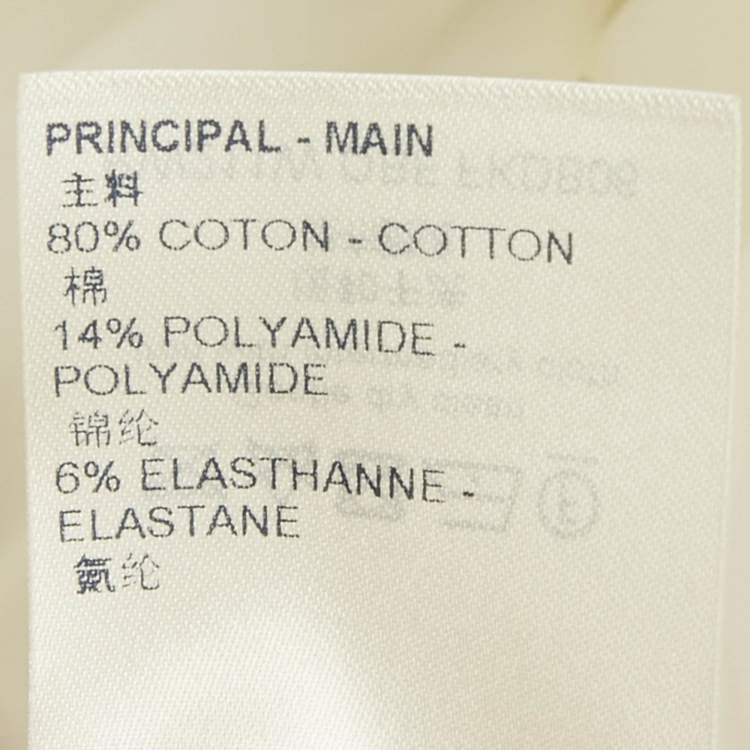 PRINCIPAL - MAIN
主料
80% COTON - COTTON
棉
14% POLYAMIDE -
POLYAMIDE
锦纶
6% ELASTHANNE -
ELASTANE
氨纶